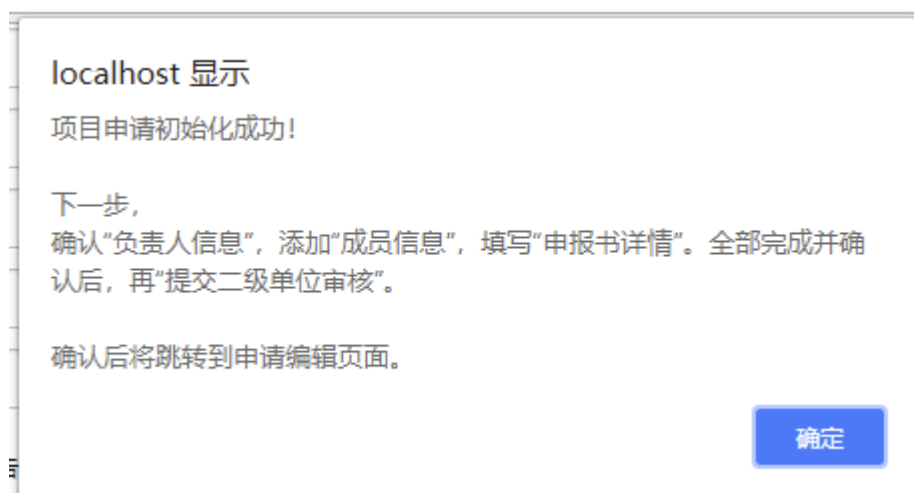 localhost 显示
项目申请初始化成功！
下一步，
确认“负责人信息”，添加“成员信息”，填写“申报书详情”。全部完成并确
认后，再“提交二级单位审核”。
确认后将跳转到申请编辑页面。
确定